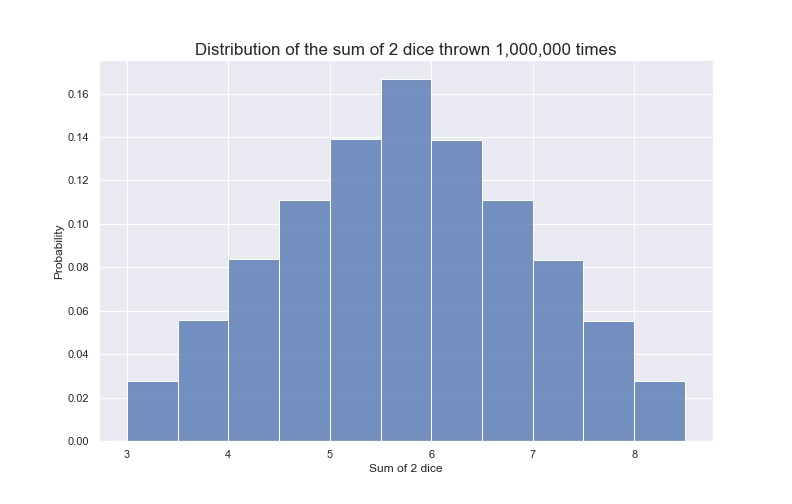 Distribution of the sum of 2 dice thrown 1,000,000 times
0.16
0.14
0.12
0.10
0.08
0.06
0.04
0.02
0.00
Probability
3 4 5 6 7 8
Sum of 2 dice